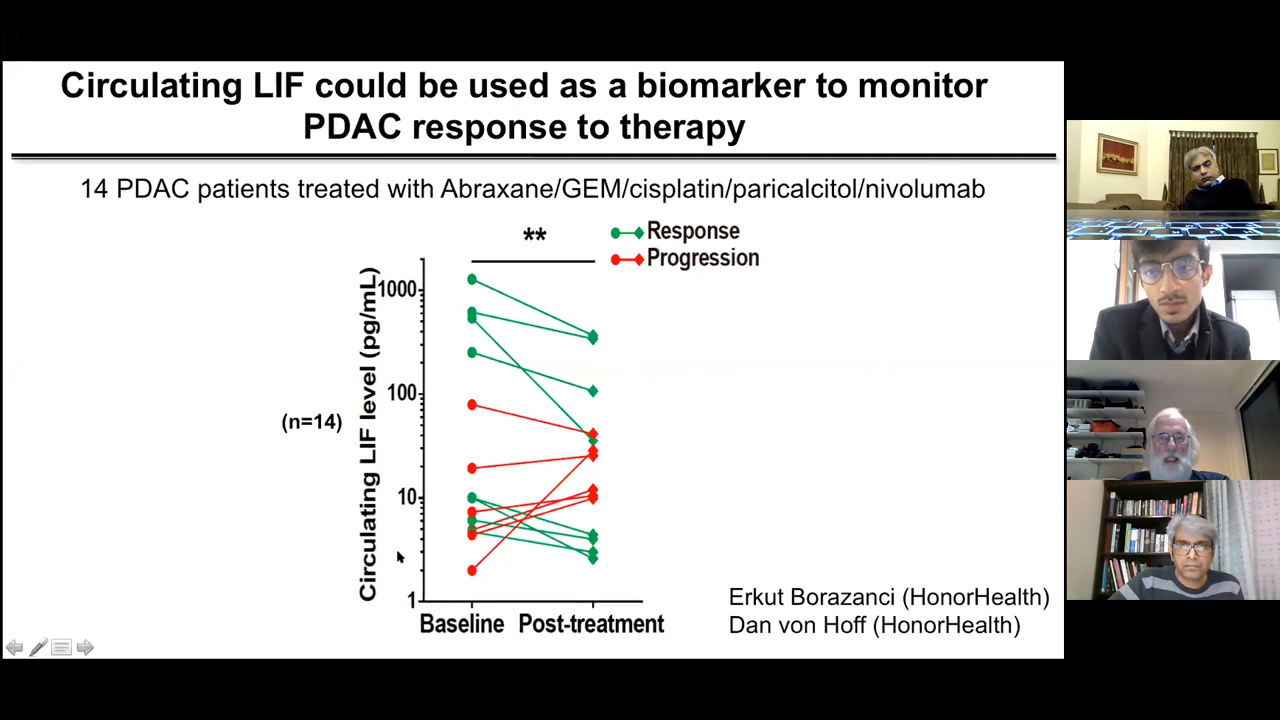 Circulating LIF could be used as a biomarker to monitor
PDAC response to therapy
14 PDAC patients treated with Abraxane/GEM/cisplatin/paricalcitol/nivolumab
**
Response
Progression
Circulating LIF level (pg/mL)
1000
100
(n=14)
10
1
Baseline Post-treatment
Erkut Borazanci (HonorHealth)
Dan von Hoff (HonorHealth)